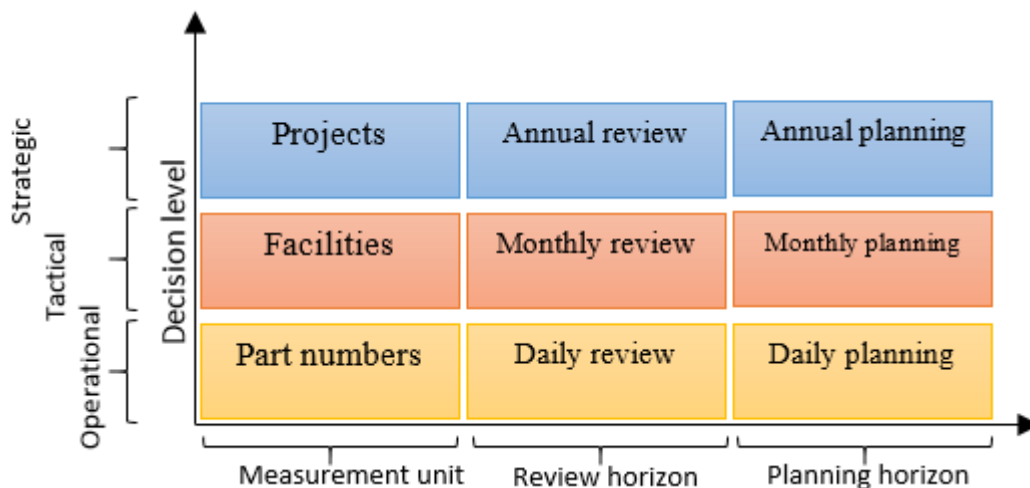 Strategic
Tactical
Operational
Decision level
Projects
Annual review
Annual planning
Facilities
Monthly review
Monthly planning
Part numbers
Daily review
Daily planning
Measurement unit
Review horizon
Planning horizon